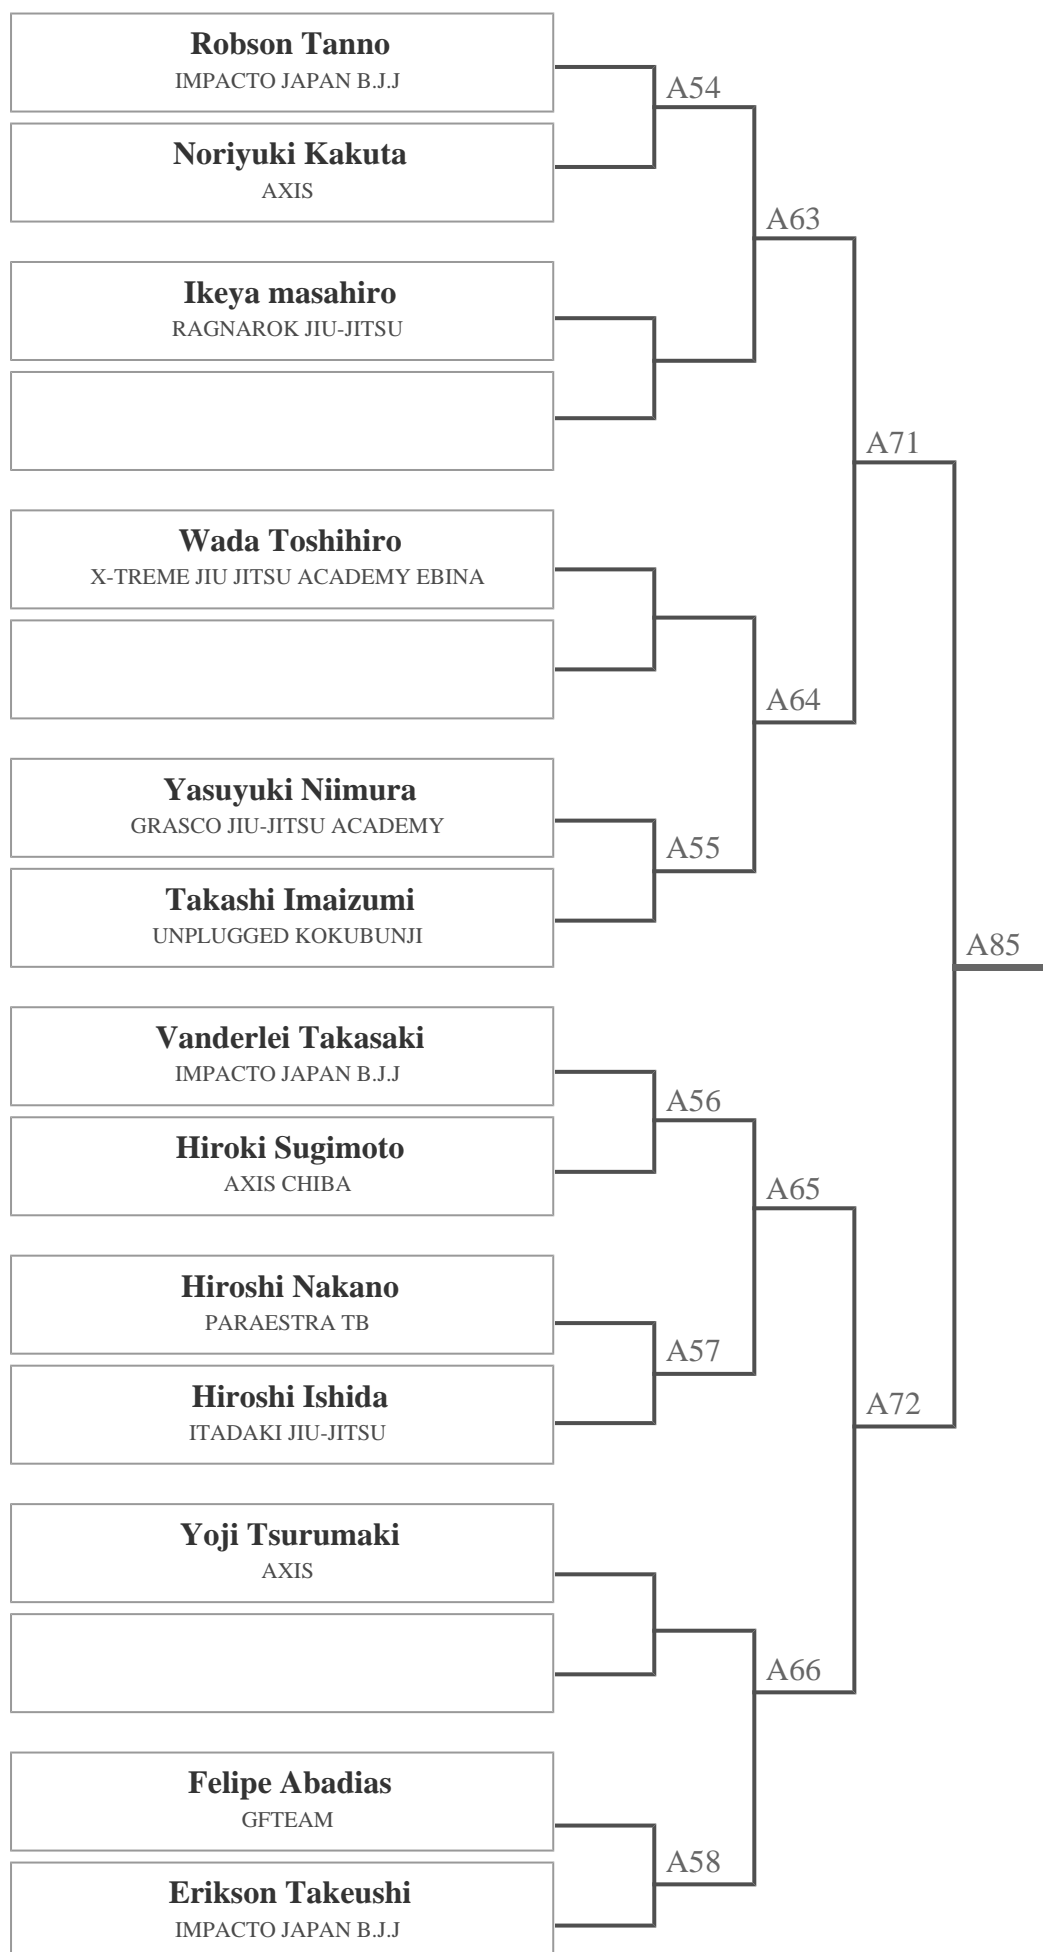 Robson Tanno
IMPACTO JAPAN B.J.J
A54
Noriyuki Kakuta
AXIS
A63
Ikeya masahiro
RAGNAROK JIU-JITSU
A71
Wada Toshihiro
X-TREME JIU JITSU ACADEMY EBINA
A64
Yasuyuki Niimura
GRASCO JIU-JITSU ACADEMY
A55
Takashi Imaizumi
UNPLUGGED KOKUBUNJI
A85
Vanderlei Takasaki
IMPACTO JAPAN B.J.J
A56
Hiroki Sugimoto
AXIS CHIBA
A65
Hiroshi Nakano
PARAESTRA TB
A57
Hiroshi Ishida
ITADAKI JIU-JITSU
A72
Yoji Tsurumaki
AXIS
A66
Felipe Abadias
GFTEAM
A58
Erikson Takeushi
IMPACTO JAPAN B.J.J